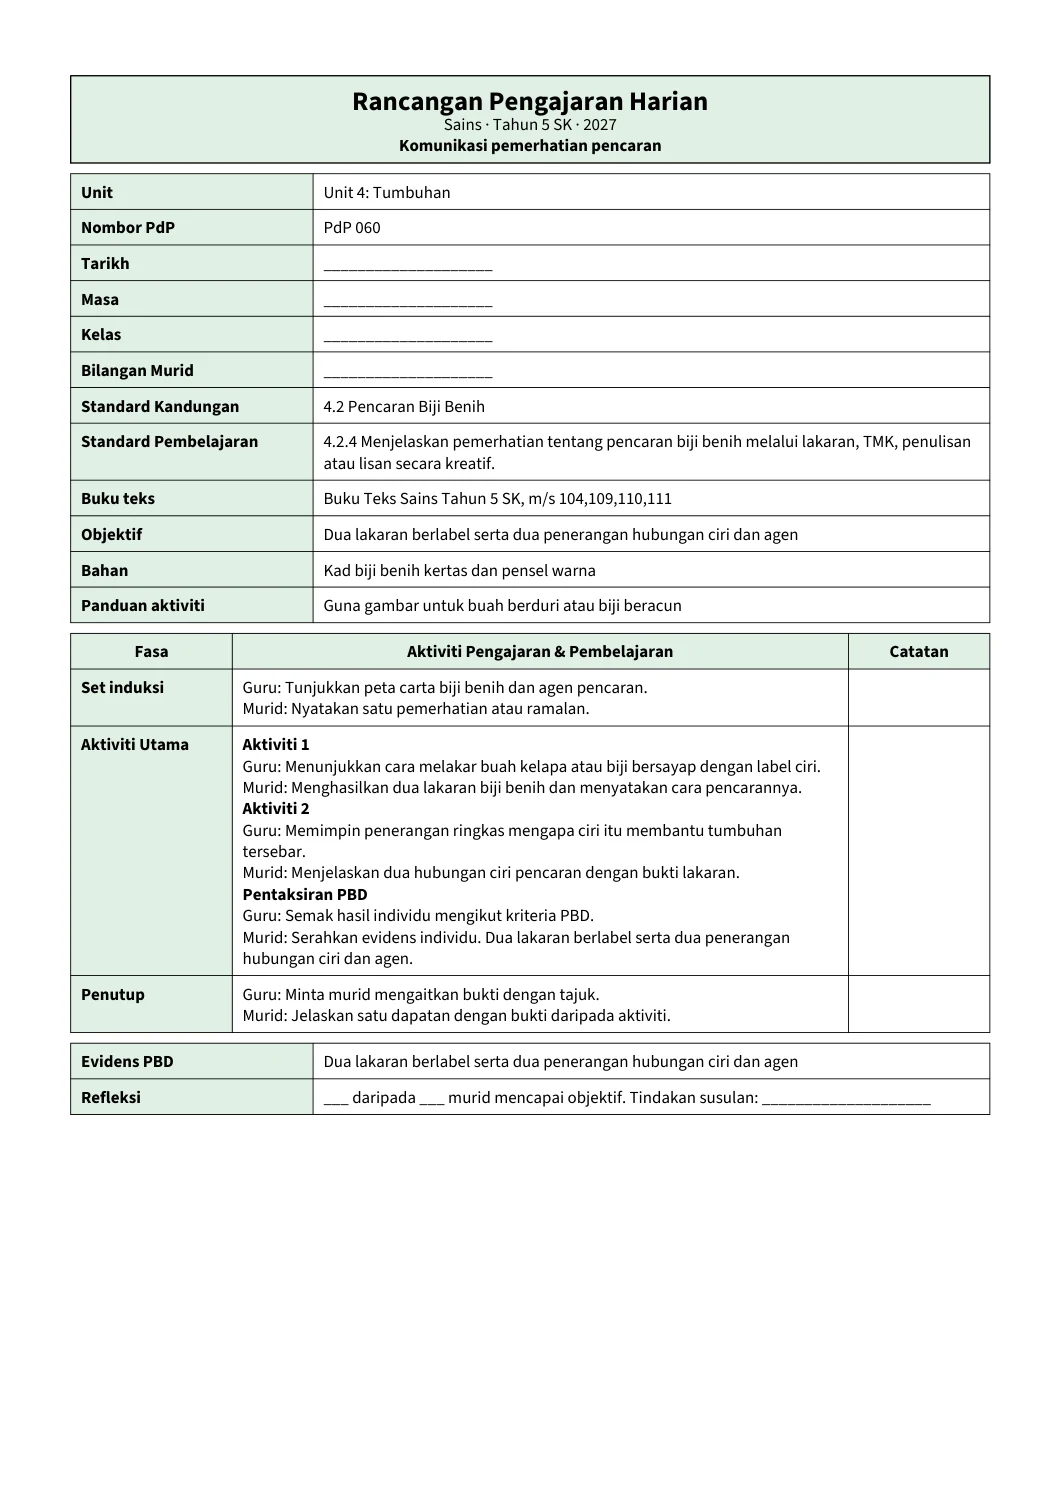 Rancangan Pengajaran Harian
Sains · Tahun 5 SK · 2027
Komunikasi pemerhatian pencaran
Unit
Unit 4: Tumbuhan
Nombor PdP
PdP 060
Tarikh
____________________
Masa
____________________
Kelas
____________________
Bilangan Murid
____________________
Standard Kandungan
4.2 Pencaran Biji Benih
Standard Pembelajaran
4.2.4 Menjelaskan pemerhatian tentang pencaran biji benih melalui lakaran, TMK, penulisan
atau lisan secara kreatif.
Buku teks
Buku Teks Sains Tahun 5 SK, m/s 104,109,110,111
Objektif
Dua lakaran berlabel serta dua penerangan hubungan ciri dan agen
Bahan
Kad biji benih kertas dan pensel warna
Panduan aktiviti
Guna gambar untuk buah berduri atau biji beracun
Fasa
Aktiviti Pengajaran & Pembelajaran
Catatan
Set induksi
Guru: Tunjukkan peta carta biji benih dan agen pencaran.
Murid: Nyatakan satu pemerhatian atau ramalan.
Aktiviti Utama
Aktiviti 1
Guru: Menunjukkan cara melakar buah kelapa atau biji bersayap dengan label ciri.
Murid: Menghasilkan dua lakaran biji benih dan menyatakan cara pencarannya.
Aktiviti 2
Guru: Memimpin penerangan ringkas mengapa ciri itu membantu tumbuhan
tersebar.
Murid: Menjelaskan dua hubungan ciri pencaran dengan bukti lakaran.
Pentaksiran PBD
Guru: Semak hasil individu mengikut kriteria PBD.
Murid: Serahkan evidens individu. Dua lakaran berlabel serta dua penerangan
hubungan ciri dan agen.
Penutup
Guru: Minta murid mengaitkan bukti dengan tajuk.
Murid: Jelaskan satu dapatan dengan bukti daripada aktiviti.
Evidens PBD
Dua lakaran berlabel serta dua penerangan hubungan ciri dan agen
Refleksi
___ daripada ___ murid mencapai objektif. Tindakan susulan: ____________________